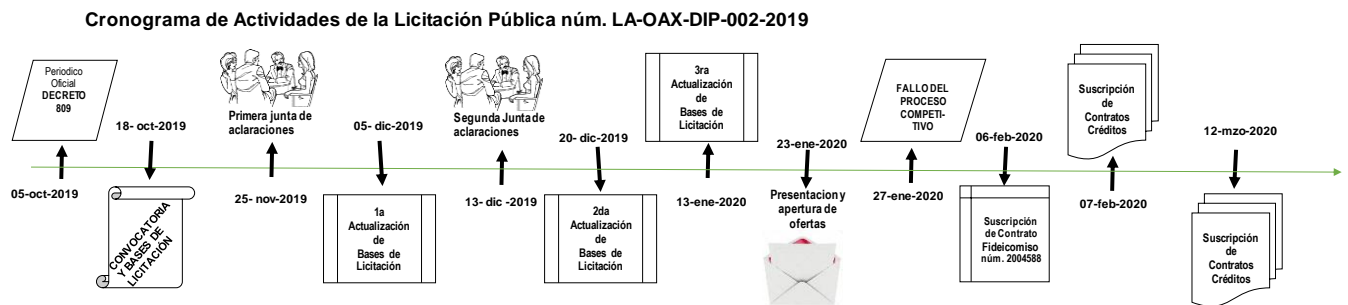 Cronograma de Actividades de la Licitación Pública núm. LA-OAX-DIP-002-2019
Periodico
Oficial
DECRETO
809
05-oct-2019
18- oct-2019
CONVOCATORIA
Y BASES DE
LICITACIÓN
Primera junta de
aclaraciones
25- nov-2019
05- dic-2019
1a
Actualización
de
Bases de
Licitación
Segunda Junta de
aclaraciones
13- dic -2019
20- dic-2019
2da
Actualización
de
Bases de
Licitación
3ra
Actualización
de
Bases de
Licitación
13-ene-2020
23-ene-2020
Presentacion y
apertura de
ofertas
FALLO DEL
PROCESO
COMPETI-
TIVO
27-ene-2020
06-feb-2020
Suscripción
de Contrato
Fideicomiso
núm. 2004588
Suscripción
de
Contratos
Créditos
07-feb-2020
12-mzo-2020
Suscripción
de
Contratos
Créditos